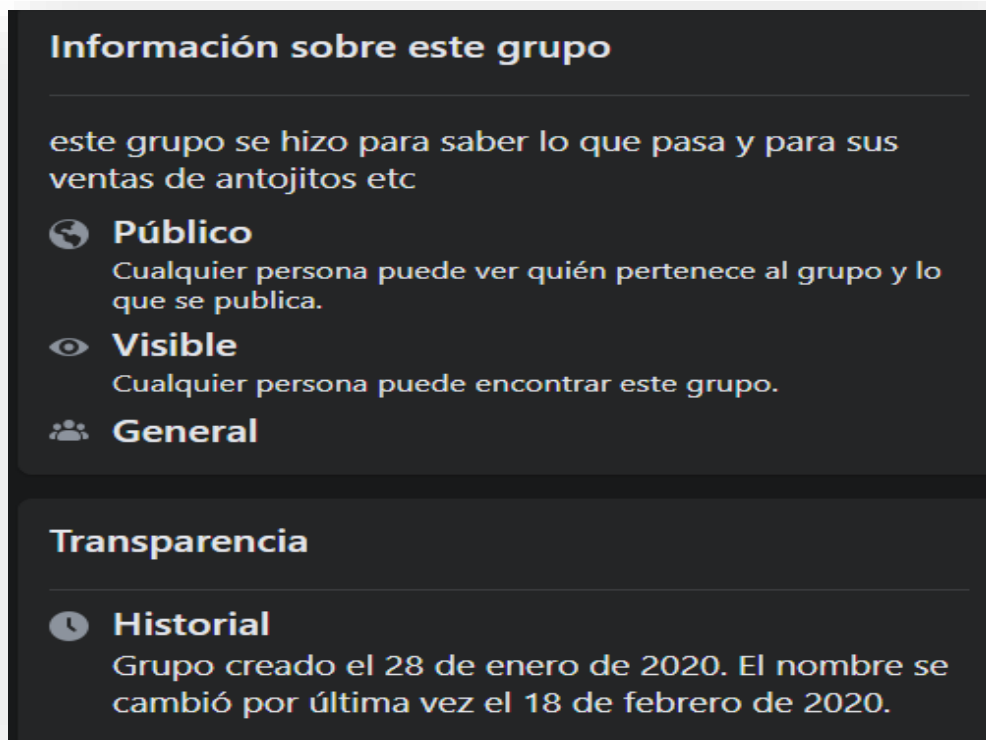 Información sobre este grupo
este grupo se hizo para saber lo que pasa y para sus
ventas de antojitos etc
Público
Cualquier persona puede ver quién pertenece al grupo y lo
que se publica.
Visible
Cualquier persona puede encontrar este grupo.
General
Transparencia
Historial
Grupo creado el 28 de enero de 2020. El nombre se
cambió por última vez el 18 de febrero de 2020.